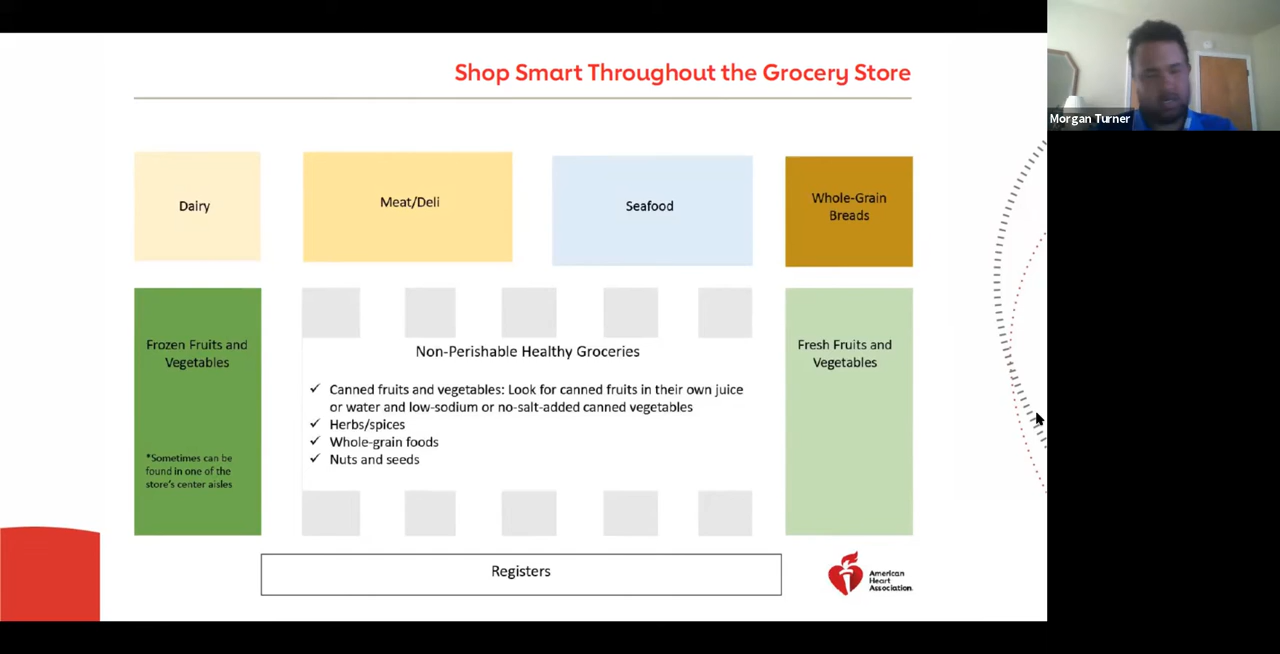 Shop Smart Throughout the Grocery Store
Morgan Turner
Dairy
Meat/Deli
Seafood
Whole-Grain
Breads
Frozen Fruits and
Vegetables
*Sometimes can be
found in one of the
store's center aisles
Non-Perishable Healthy Groceries
✓ Canned fruits and vegetables: Look for canned fruits in their own juice
or water and low-sodium or no-salt-added canned vegetables
✓ Herbs/spices
✓ Whole-grain foods
✓ Nuts and seeds
Fresh Fruits and
Vegetables
Registers
American
Heart
Association.